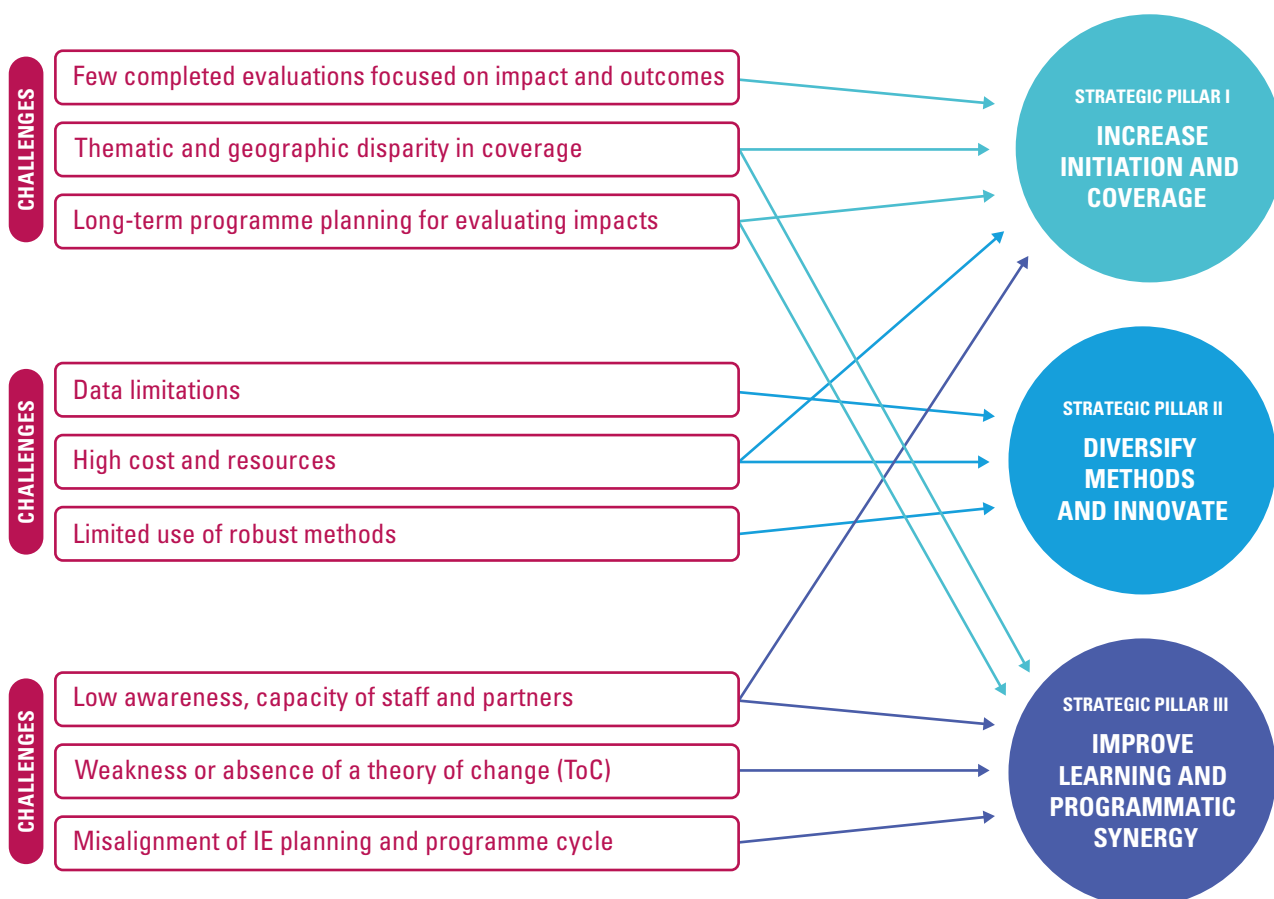 CHALLENGES
Few completed evaluations focused on impact and outcomes
Thematic and geographic disparity in coverage
Long-term programme planning for evaluating impacts
STRATEGIC PILLAR I
INCREASE
INITIATION AND
COVERAGE
CHALLENGES
Data limitations
High cost and resources
Limited use of robust methods
STRATEGIC PILLAR II
DIVERSIFY
METHODS
AND INNOVATE
CHALLENGES
Low awareness, capacity of staff and partners
Weakness or absence of a theory of change (ToC)
Misalignment of IE planning and programme cycle
STRATEGIC PILLAR III
IMPROVE
LEARNING AND
PROGRAMMATIC
SYNERGY